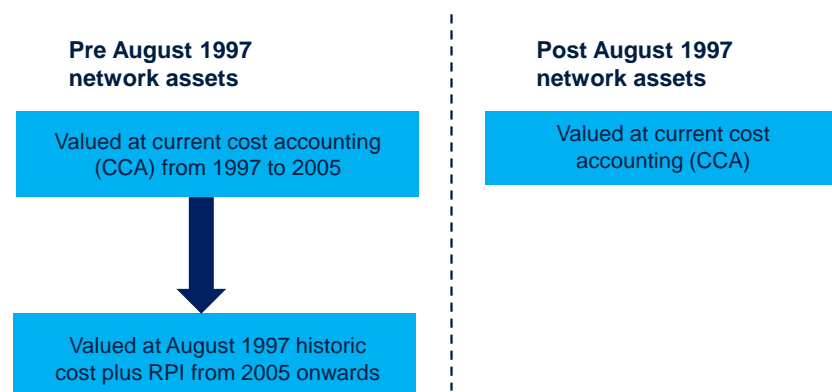 Pre August 1997
network assets
Valued at current cost accounting
(CCA) from 1997 to 2005
Valued at August 1997 historic
cost plus RPI from 2005 onwards
Post August 1997
network assets
Valued at current cost
accounting (CCA)